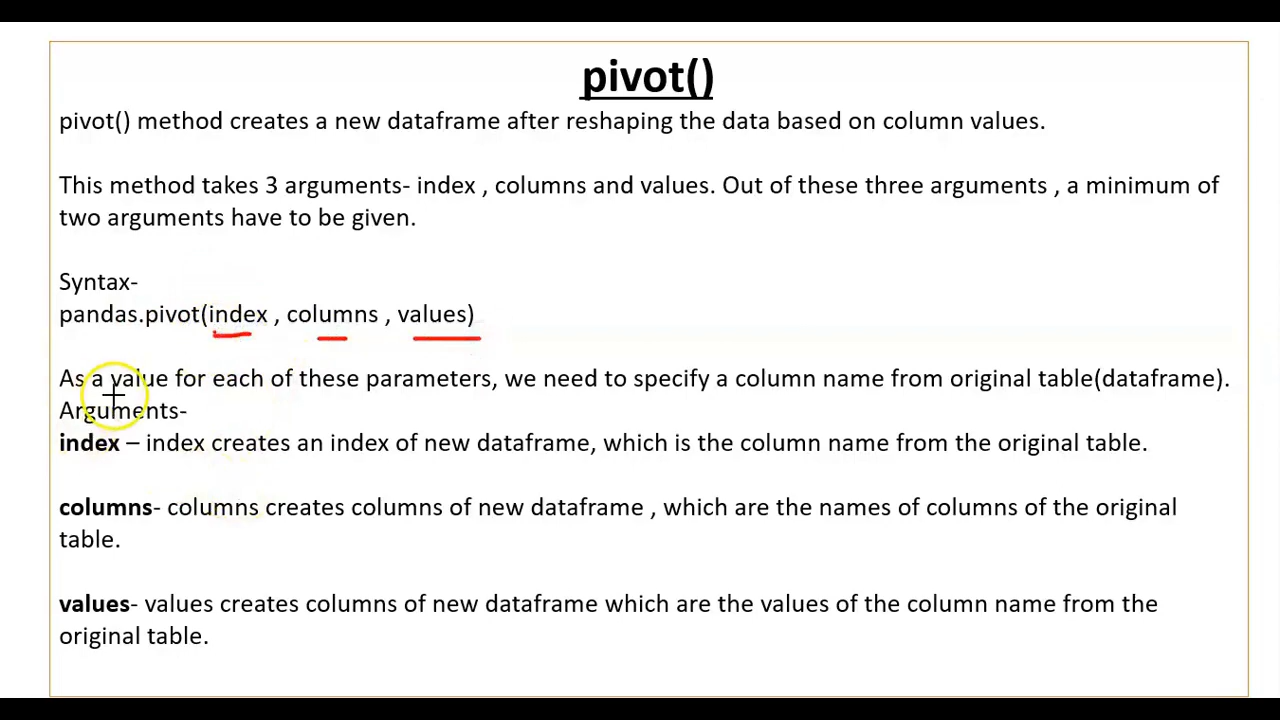 pivot()
pivot() method creates a new dataframe after reshaping the data based on column values.
This method takes 3 arguments- index , columns and values. Out of these three arguments , a minimum of
two arguments have to be given.
Syntax-
pandas.pivot(index , columns , values)
As a value for each of these parameters, we need to specify a column name from original table(dataframe).
Arguments-
index – index creates an index of new dataframe, which is the column name from the original table.
columns- columns creates columns of new dataframe , which are the names of columns of the original
table.
values- values creates columns of new dataframe which are the values of the column name from the
original table.